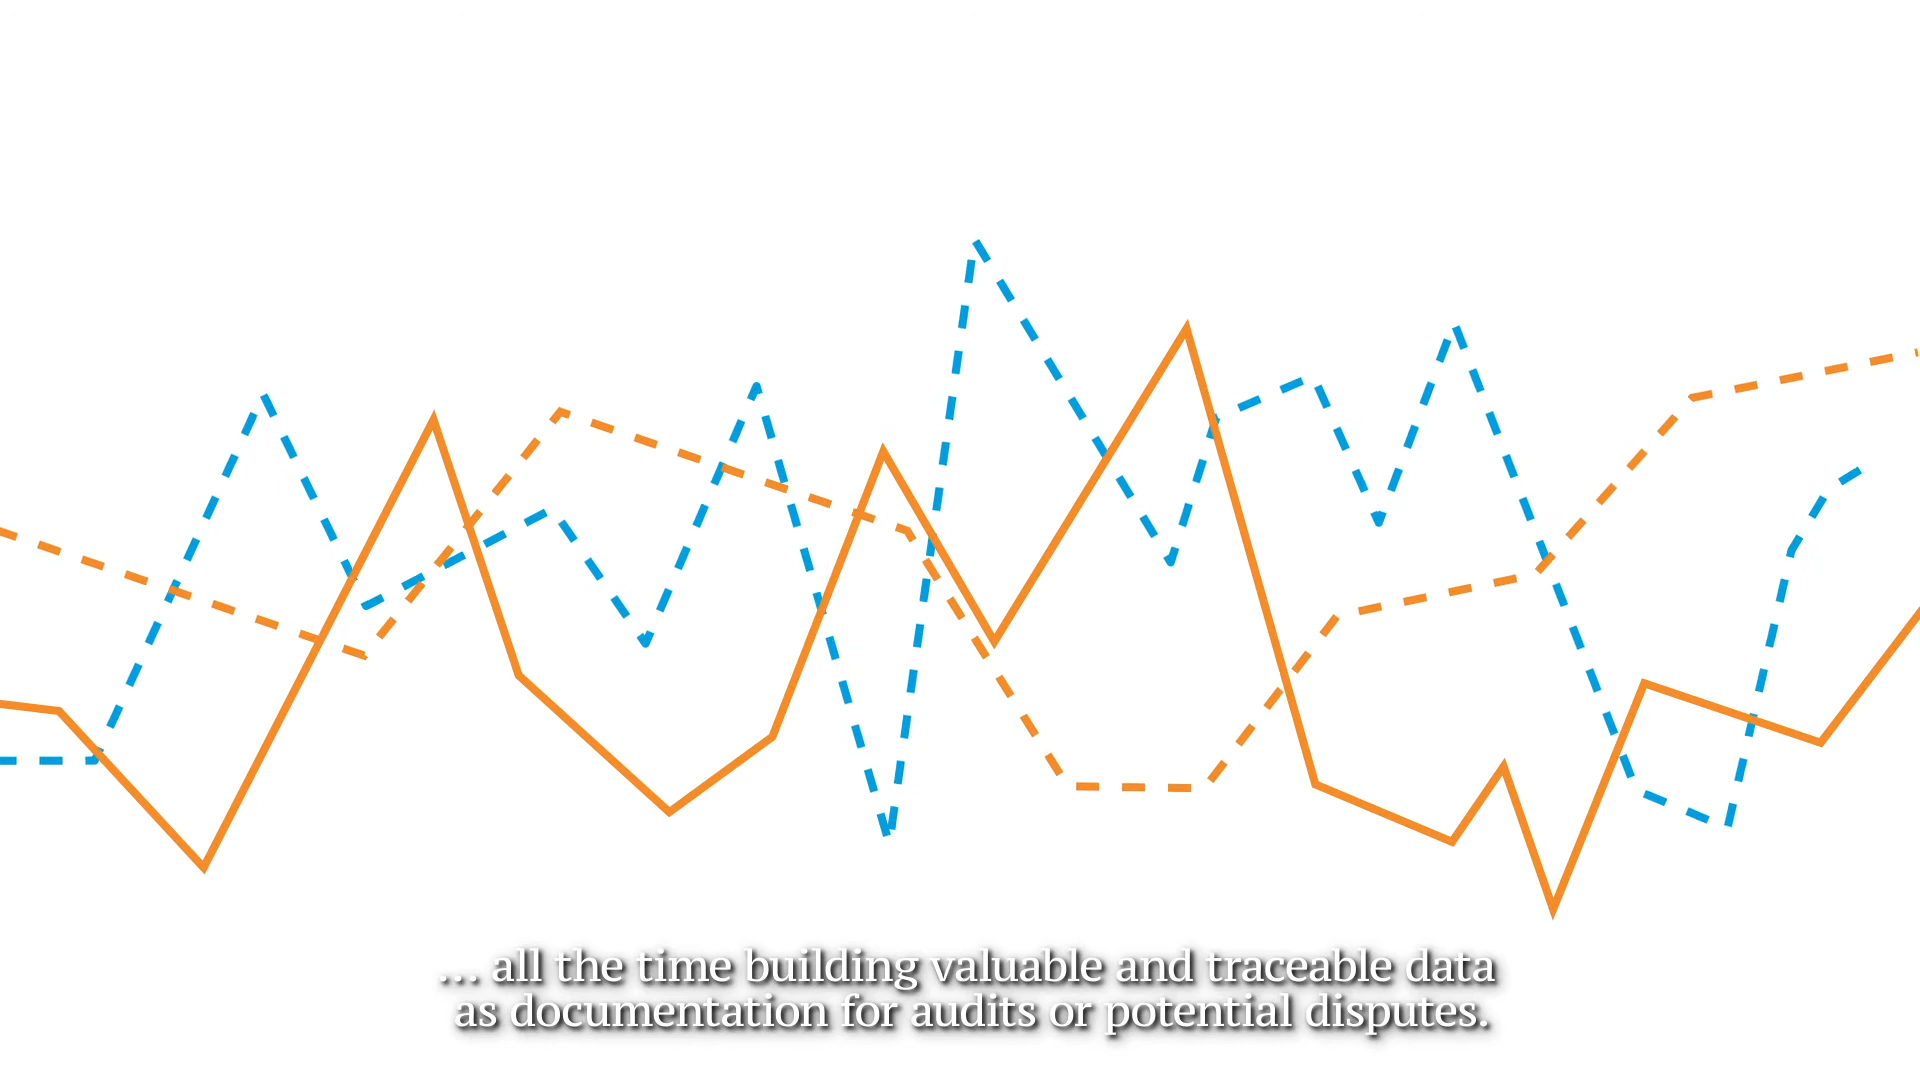 ... all the time building valuable and traceable data
as documentation for audits or potential disputes.